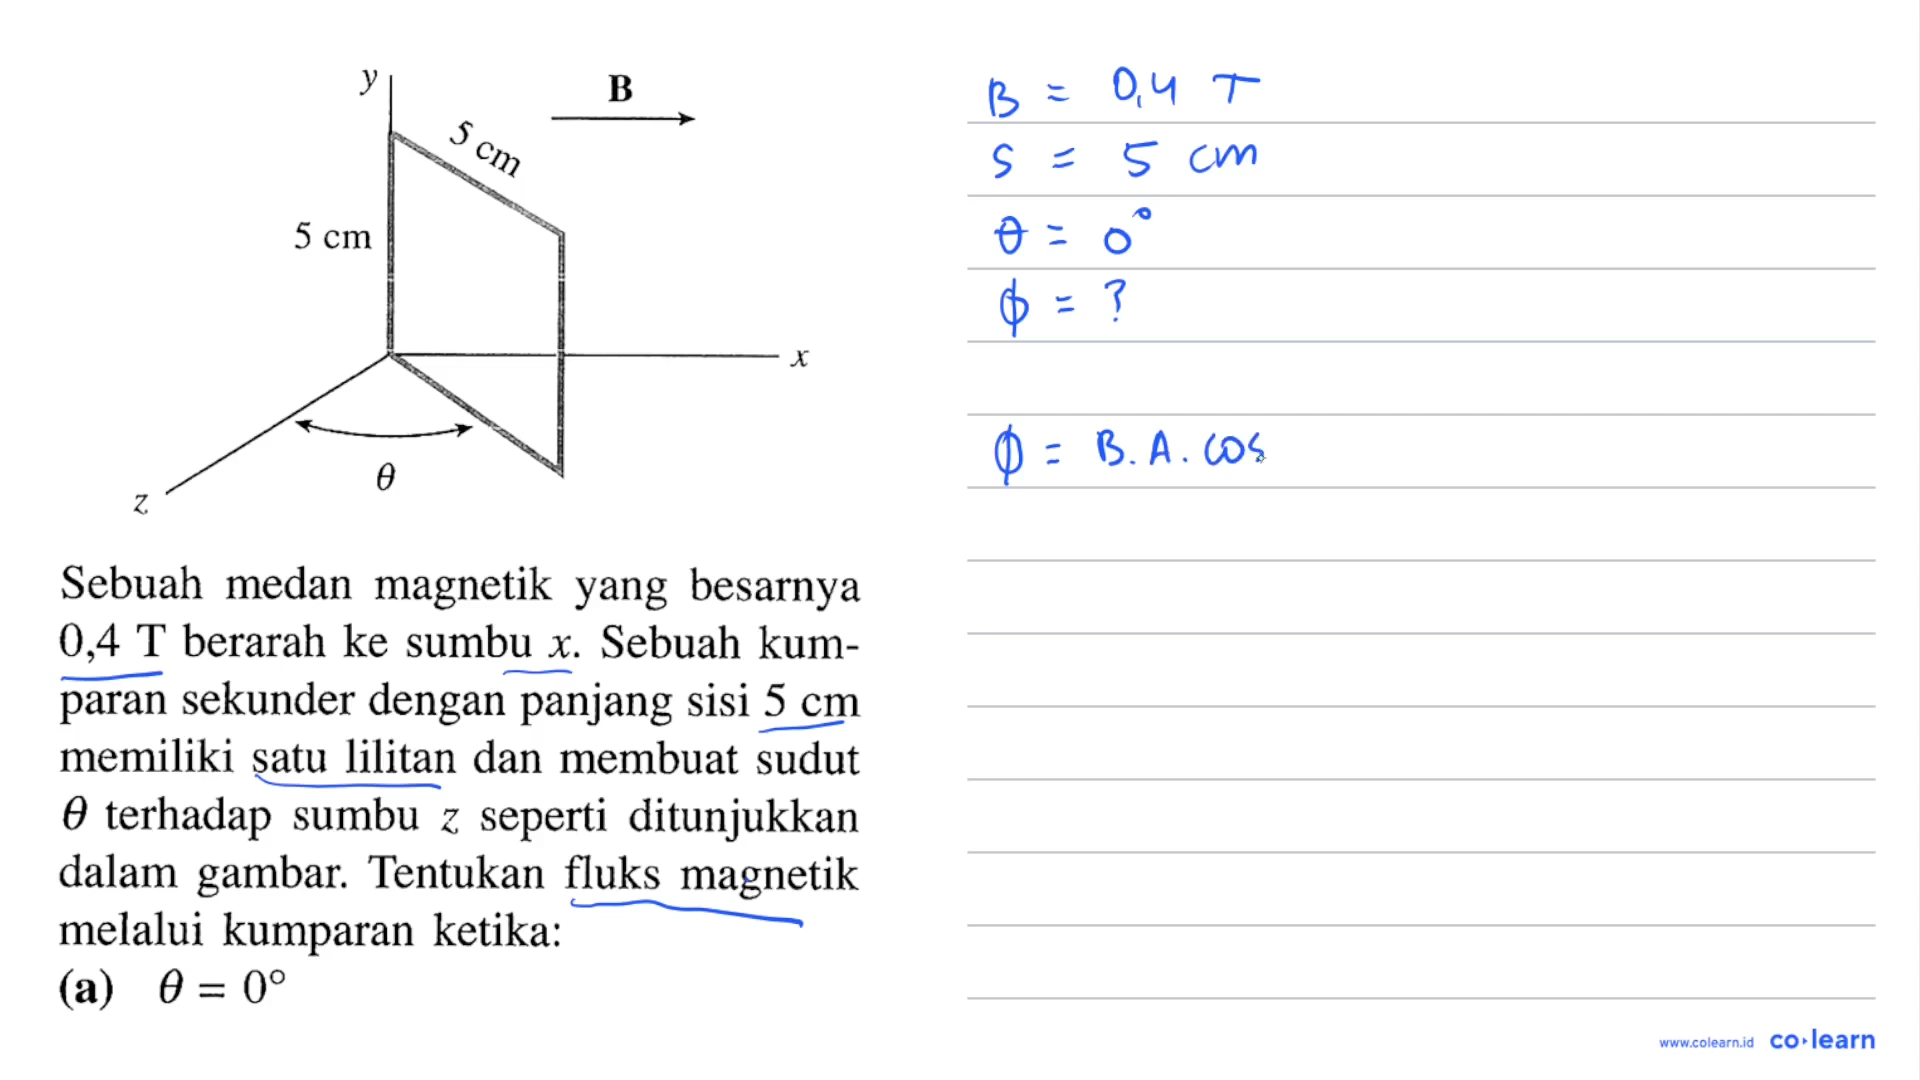 y
B
5 cm
5 cm
x
θ
z
Sebuah medan magnetik yang besarnya
0,4 T berarah ke sumbu x. Sebuah kum-
paran sekunder dengan panjang sisi 5 cm
memiliki satu lilitan dan membuat sudut
θ terhadap sumbu z seperti ditunjukkan
dalam gambar. Tentukan fluks magnetik
melalui kumparan ketika:
(a) θ = 0°
B = 0,4 T
s = 5 cm
θ = 0°
ϕ = ?
ϕ = B. A. cos
www.colearn.id co·learn